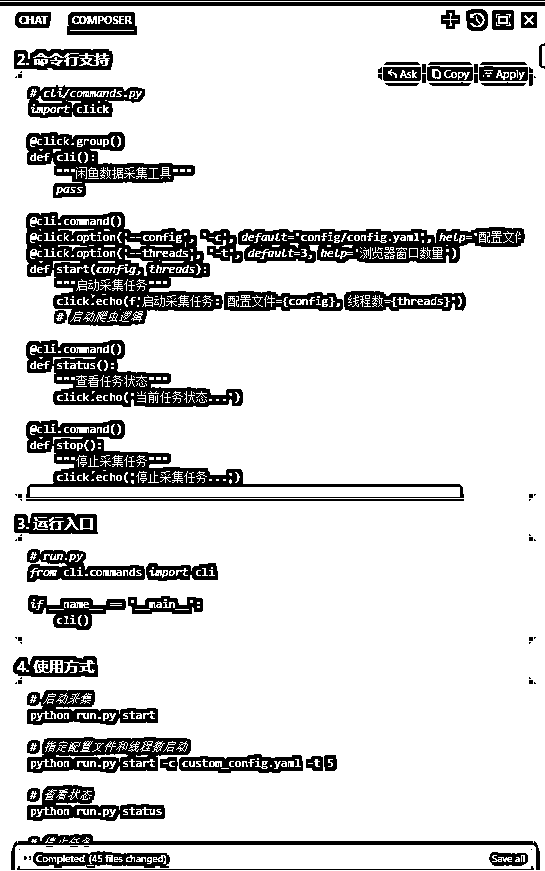 CHAT COMPOSER
2. 命令行支持
Ask Copy Apply
# cli/commands.py
import click
@click.group()
def cli():
"""闲鱼数据采集工具"""
pass
@cli.command()
@click.option('--config', '-c', default='config/config.yaml', help='配置文件
@click.option('--threads', '-t', default=3, help='浏览器窗口数量')
def start(config, threads):
"""启动采集任务"""
click.echo(f'启动采集任务: 配置文件={config}, 线程数={threads}')
# 启动爬虫逻辑
@cli.command()
def status():
"""查看任务状态"""
click.echo('当前任务状态...')
@cli.command()
def stop():
"""停止采集任务"""
click.echo('停止采集任务...')
3. 运行入口
# run.py
from cli.commands import cli
if __name__ == '__main__':
cli()
4. 使用方式
# 启动采集
python run.py start
# 指定配置文件和线程数启动
python run.py start -c custom_config.yaml -t 5
# 查看状态
python run.py status
# 停止任务
Completed (45 files changed) Save all